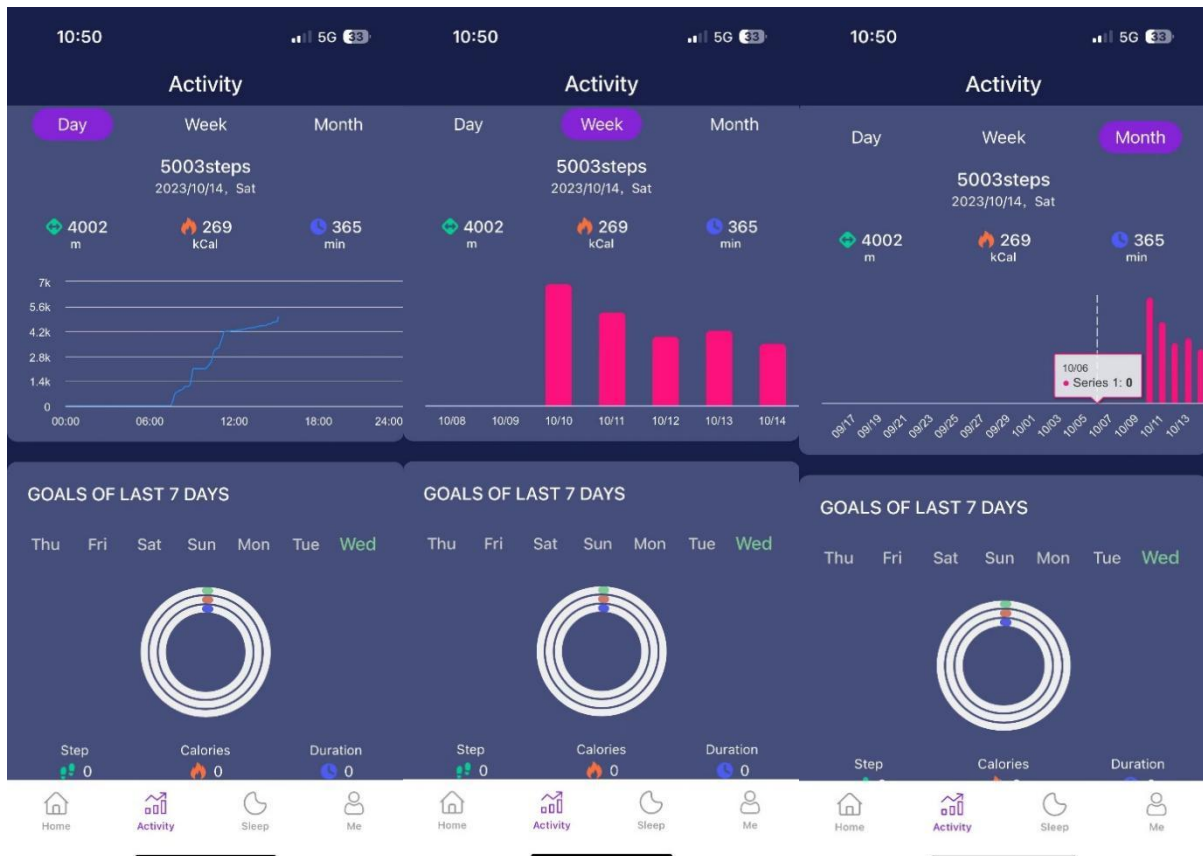 10:50
5G 33
Activity
Day Week Month
5003steps
2023/10/14, Sat
4002 269 365
m kCal min
7k
5.6k
4.2k
2.8k
1.4k
0
00:00 06:00 12:00 18:00 24:00
GOALS OF LAST 7 DAYS
Thu Fri Sat Sun Mon Tue Wed
Step Calories Duration
0 0 0
Home Activity Sleep Me
10:50
5G 33
Activity
Day Week Month
5003steps
2023/10/14, Sat
4002 269 365
m kCal min
10/08 10/09 10/10 10/11 10/12 10/13 10/14
GOALS OF LAST 7 DAYS
Thu Fri Sat Sun Mon Tue Wed
Step Calories Duration
0 0 0
Home Activity Sleep Me
10:50
5G 33
Activity
Day Week Month
5003steps
2023/10/14, Sat
4002 269 365
m kCal min
10/06
Series 1: 0
09/17 09/19 09/21 09/23 09/25 09/27 09/29 10/01 10/03 10/05 10/07 10/09 10/11 10/13
GOALS OF LAST 7 DAYS
Thu Fri Sat Sun Mon Tue Wed
Step Calories Duration
Home Activity Sleep Me